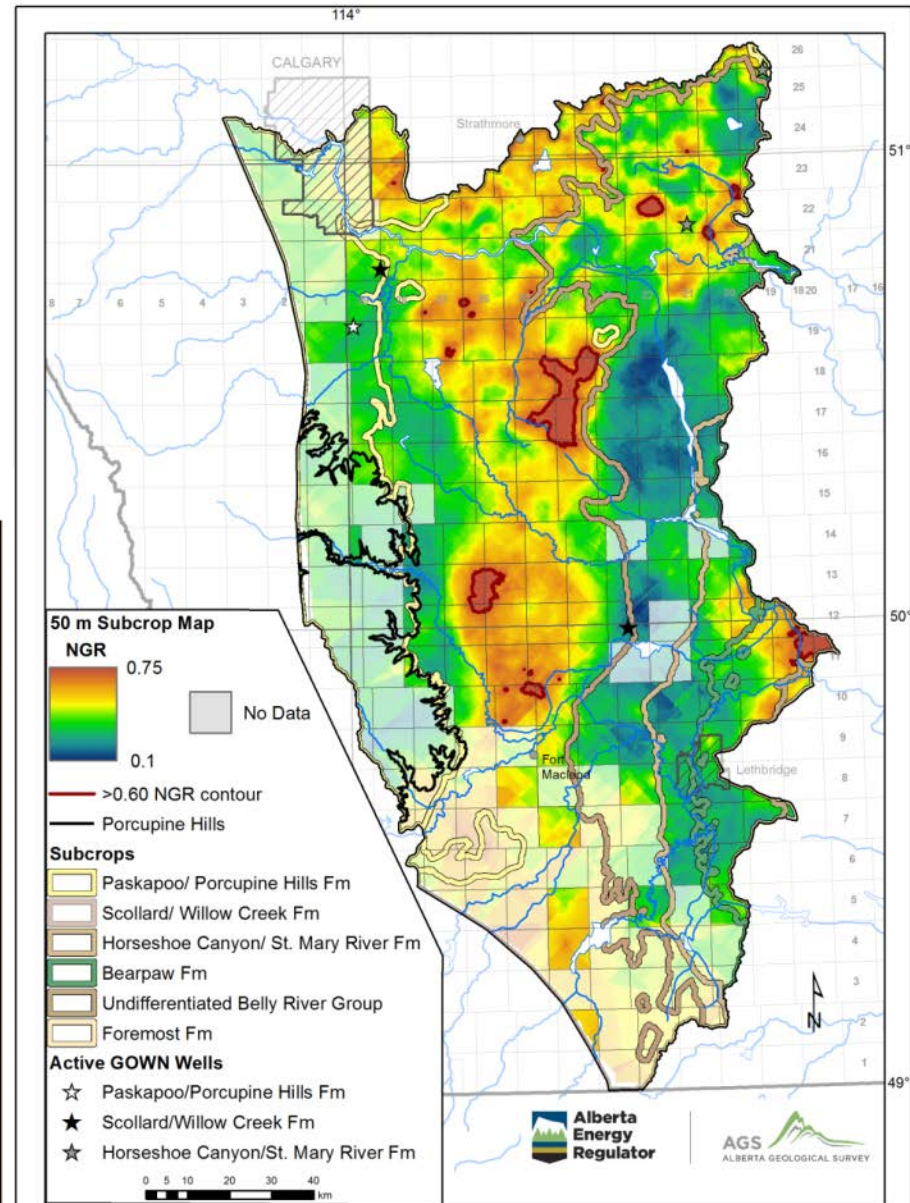 114°
CALGARY
Strathmore
51°
26
25
24
23
22
21
8 7 6 5 4 3 2 1
19 18 20 17 16
19
18
17
16
15
14
13
12
11
10
9
8
7
6
5
4
3
2
1
50°
49°
Fort
Macleod
Lethbridge
50 m Subcrop Map
NGR
0.75
0.1
No Data
>0.60 NGR contour
Porcupine Hills
Subcrops
Paskapoo/ Porcupine Hills Fm
Scollard/ Willow Creek Fm
Horseshoe Canyon/ St. Mary River Fm
Bearpaw Fm
Undifferentiated Belly River Group
Foremost Fm
Active GOWN Wells
Paskapoo/Porcupine Hills Fm
Scollard/Willow Creek Fm
Horseshoe Canyon/St. Mary River Fm
0 5 10 20 30 40
km
N
Alberta
Energy
Regulator
AGS
ALBERTA GEOLOGICAL SURVEY